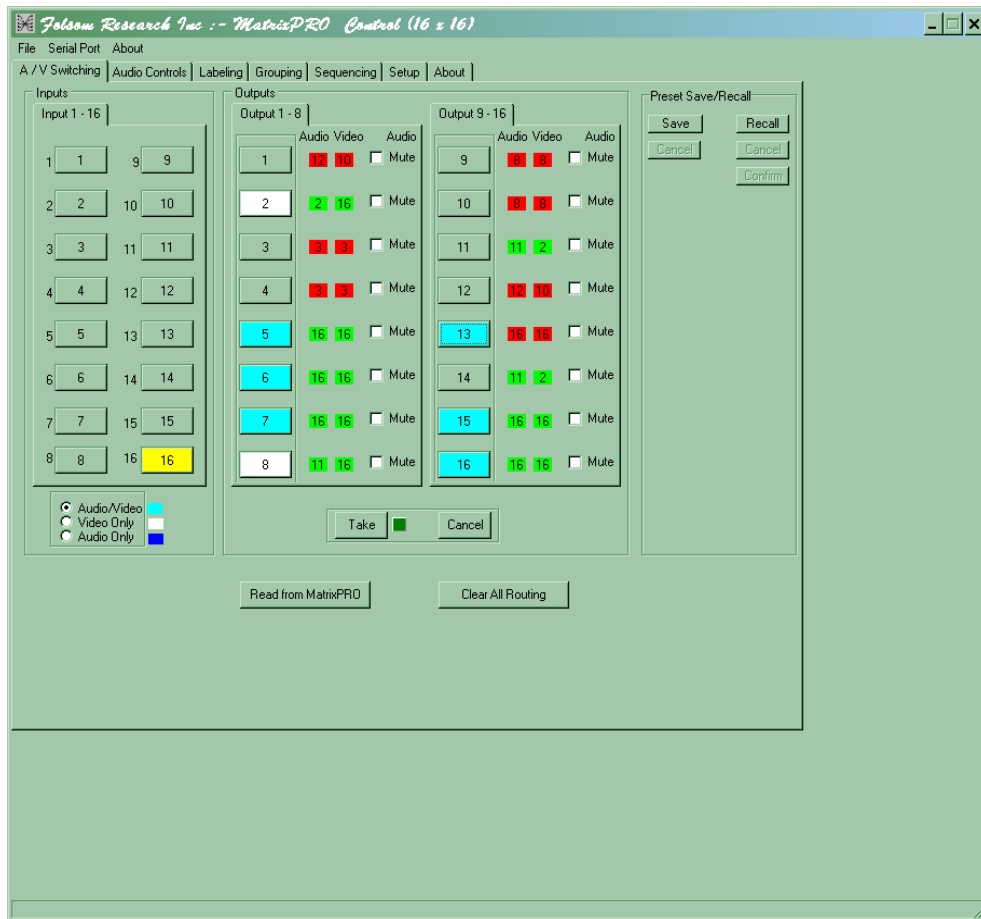 Folsom Research Inc :- MatrixPRO Control (16 x 16)
File Serial Port About
A / V Switching Audio Controls Labeling Grouping Sequencing Setup About
Inputs
Input 1 - 16
1 1 9 9
2 2 10 10
3 3 11 11
4 4 12 12
5 5 13 13
6 6 14 14
7 7 15 15
8 8 16 16
Audio/Video
Video Only
Audio Only
Outputs
Output 1 - 8
Audio Video Audio
1 12 10 Mute
2 2 16 Mute
3 3 3 Mute
4 3 3 Mute
5 16 16 Mute
6 16 16 Mute
7 16 16 Mute
8 11 16 Mute
Output 9 - 16
Audio Video Audio
9 8 8 Mute
10 8 8 Mute
11 11 2 Mute
12 12 10 Mute
13 16 16 Mute
14 11 2 Mute
15 16 16 Mute
16 16 16 Mute
Take Cancel
Preset Save/Recall
Save Recall
Cancel Cancel
Confirm
Read from MatrixPRO Clear All Routing